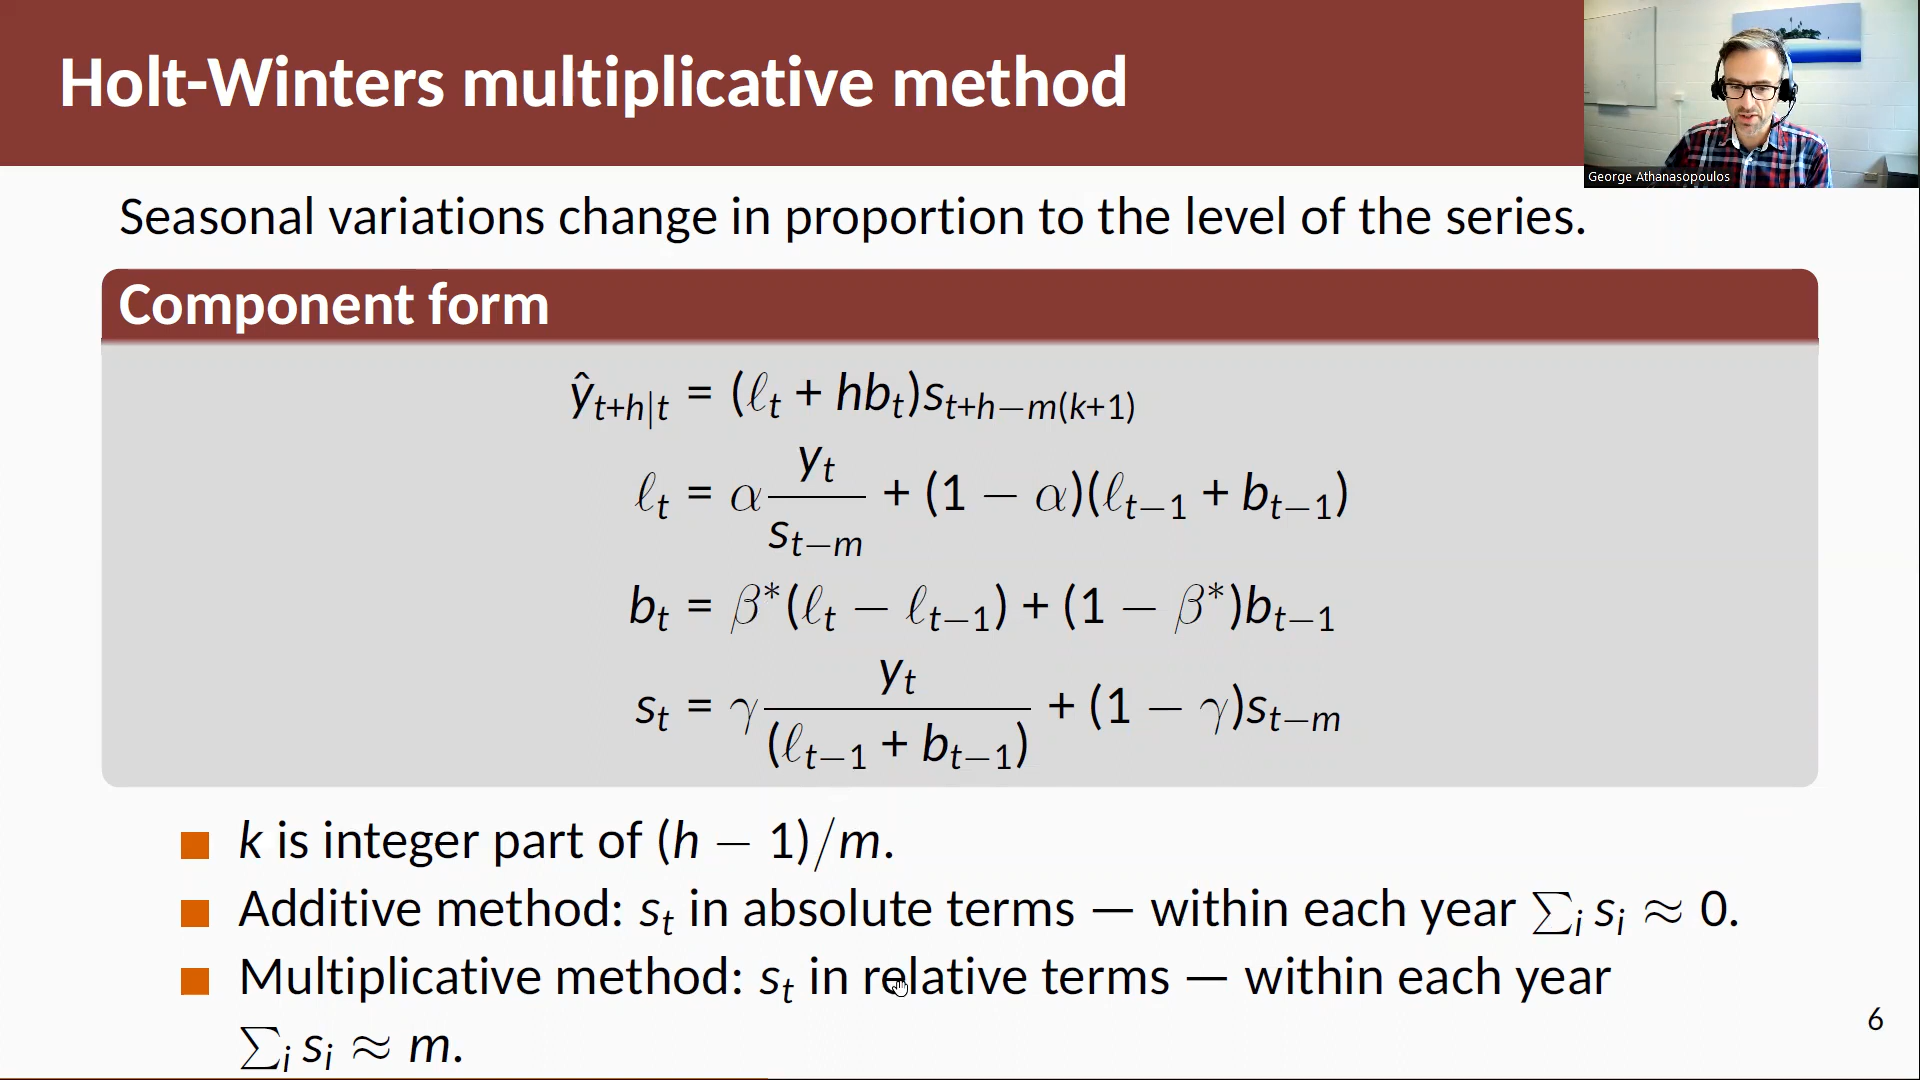 Holt-Winters multiplicative method
George Athanasopoulos
Seasonal variations change in proportion to the level of the series.
Component form
ŷ_{t+h|t} = (ℓ_t + hb_t)s_{t+h−m(k+1)}
ℓ_t = α \frac{y_t}{s_{t−m}} + (1 − α)(ℓ_{t−1} + b_{t−1})
b_t = β*(ℓ_t − ℓ_{t−1}) + (1 − β*)b_{t−1}
s_t = γ \frac{y_t}{(ℓ_{t−1} + b_{t−1})} + (1 − γ)s_{t−m}
k is integer part of (h − 1)/m.
Additive method: s_t in absolute terms — within each year ∑_i s_i ≈ 0.
Multiplicative method: s_t in relative terms — within each year
∑_i s_i ≈ m.
6